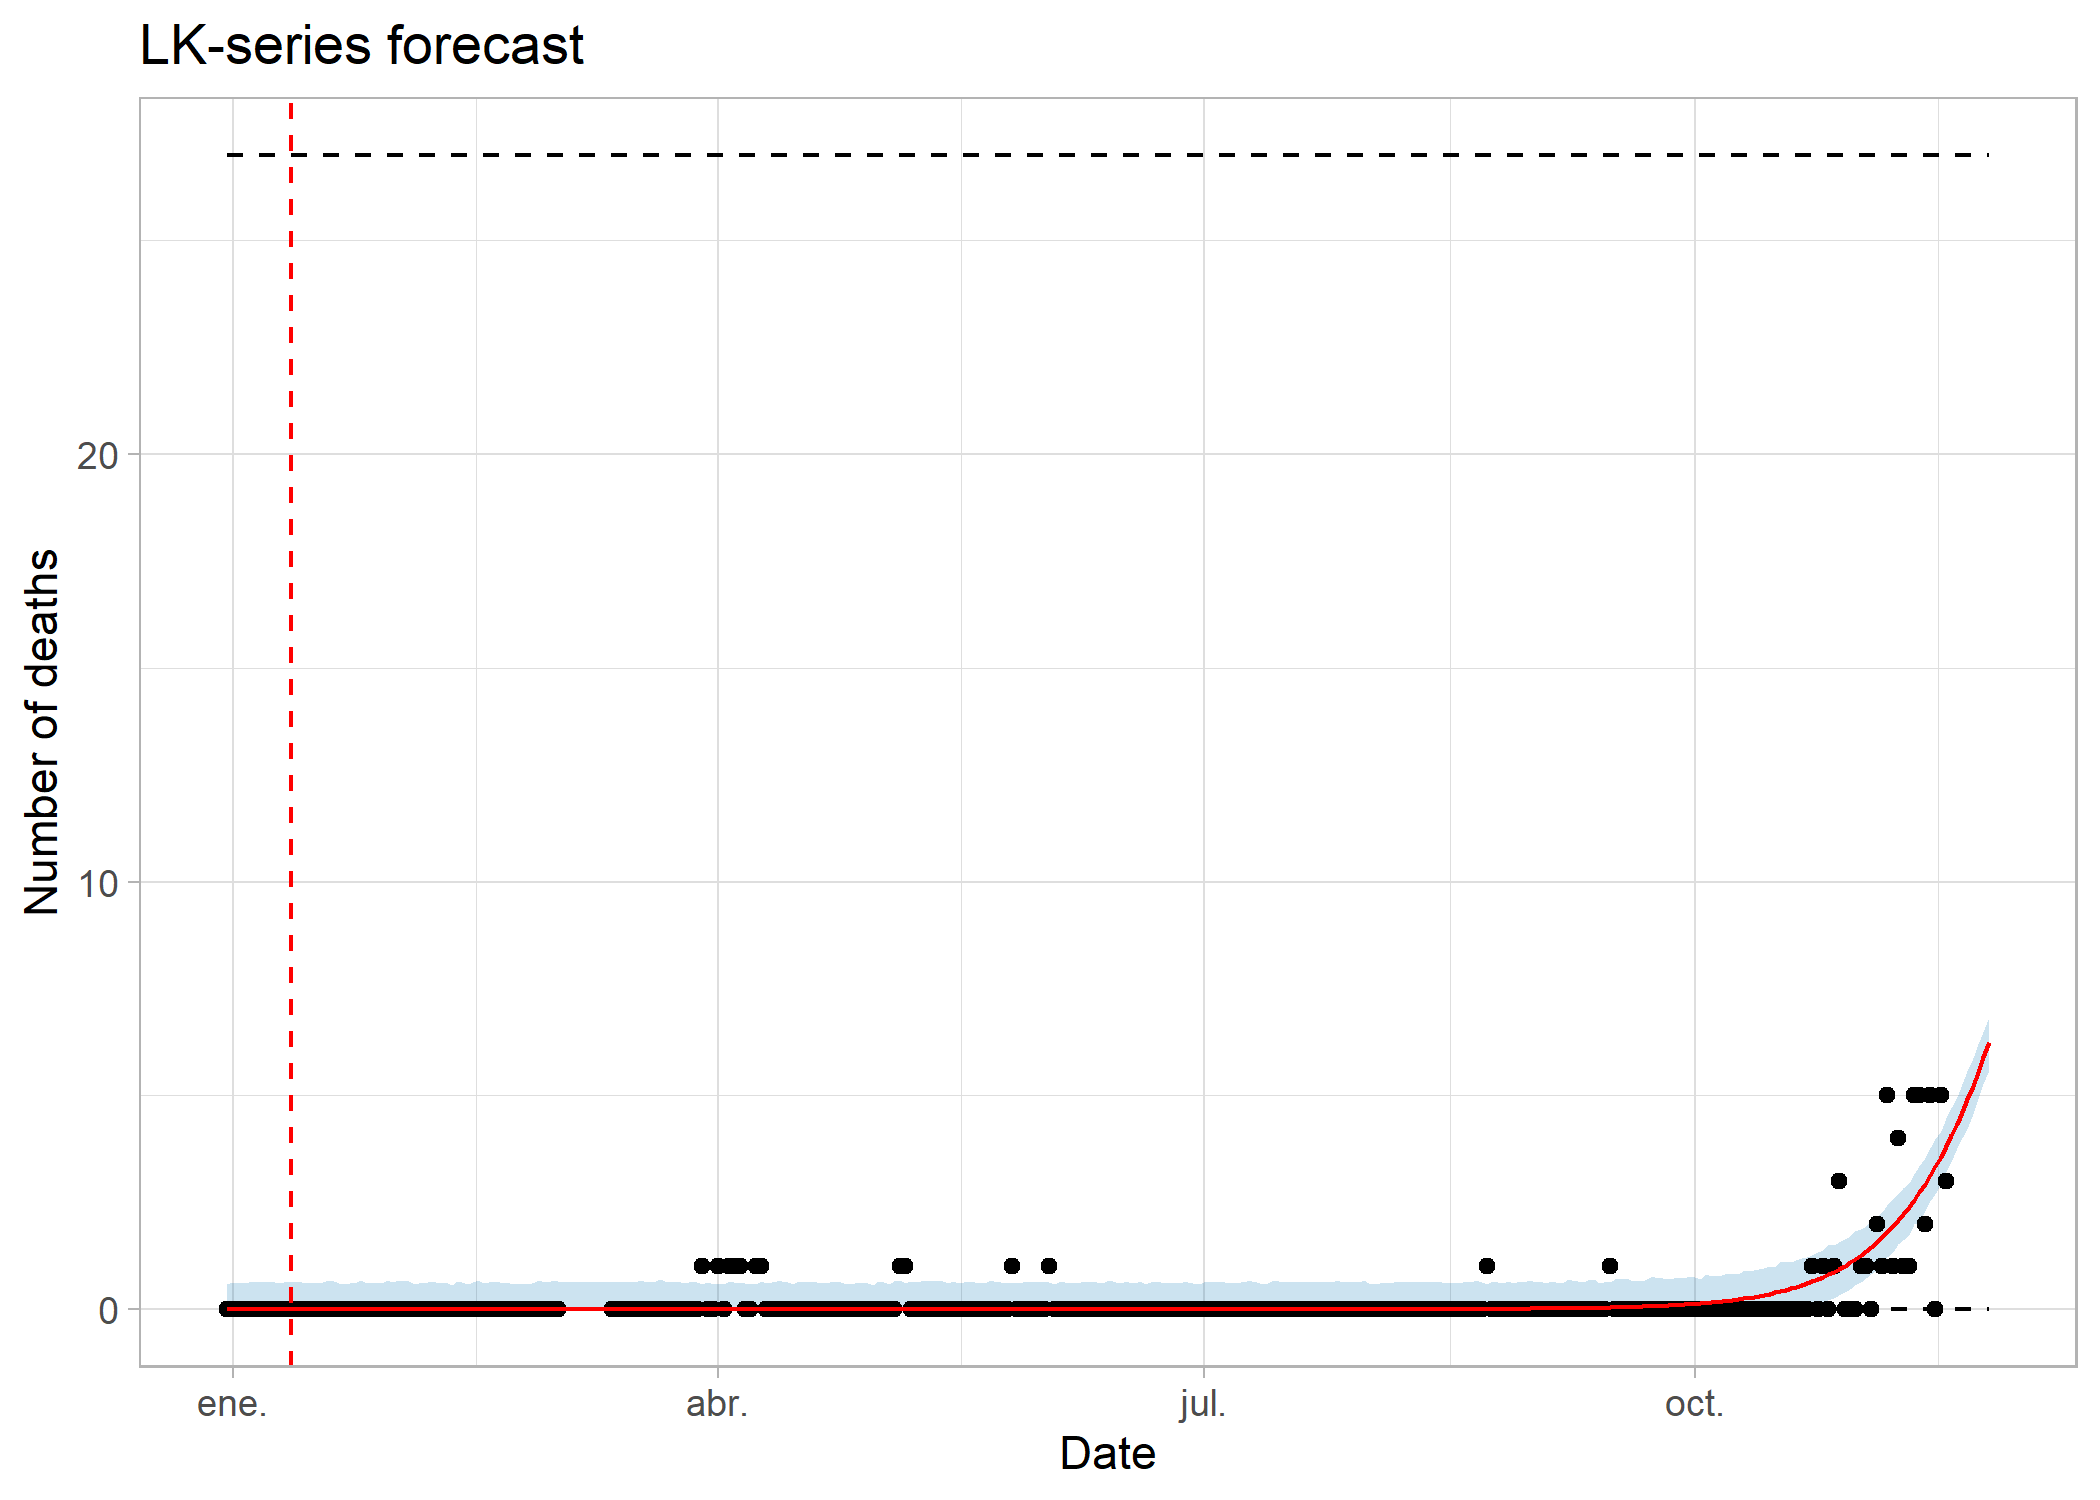 LK-series forecast
Number of deaths
20
10
0
ene.
abr.
jul.
oct.
Date